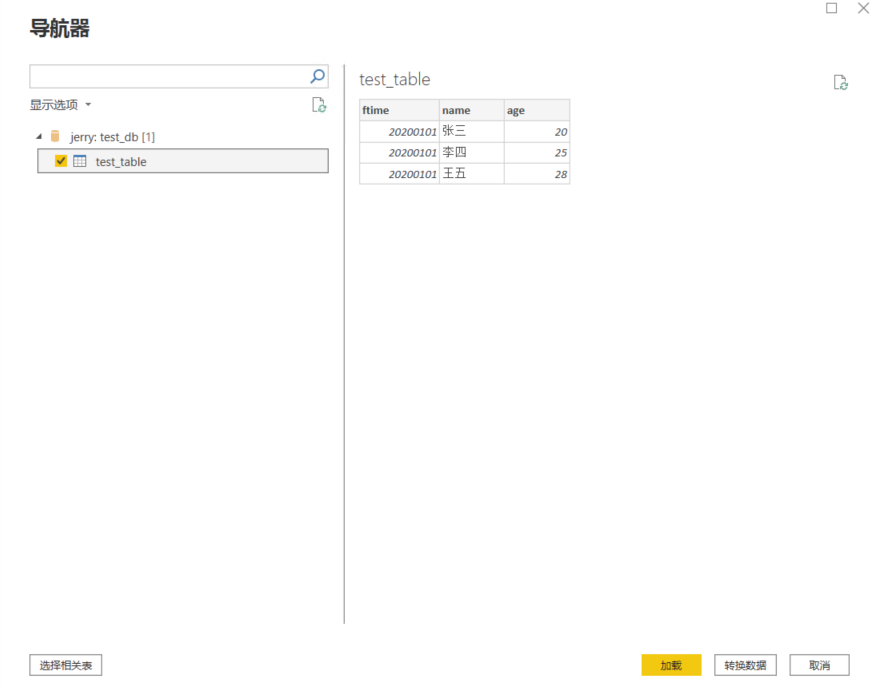 导航器
显示选项
jerry: test_db [1]
test_table
test_table
ftime name age
20200101 张三 20
20200101 李四 25
20200101 王五 28
选择相关表
加载 转换数据 取消